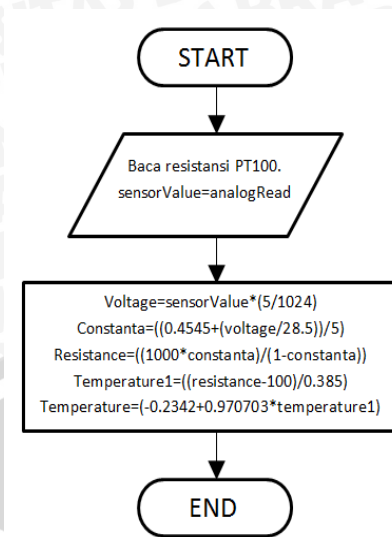 START
Baca resistansi PT100.
sensorValue=analogRead
Voltage=sensorValue*(5/1024)
Constanta=((0.4545+(voltage/28.5))/5)
Resistance=((1000*constanta)/(1-constanta))
Temperature1=((resistance-100)/0.385)
Temperature=(-0.2342+0.970703*temperature1)
END